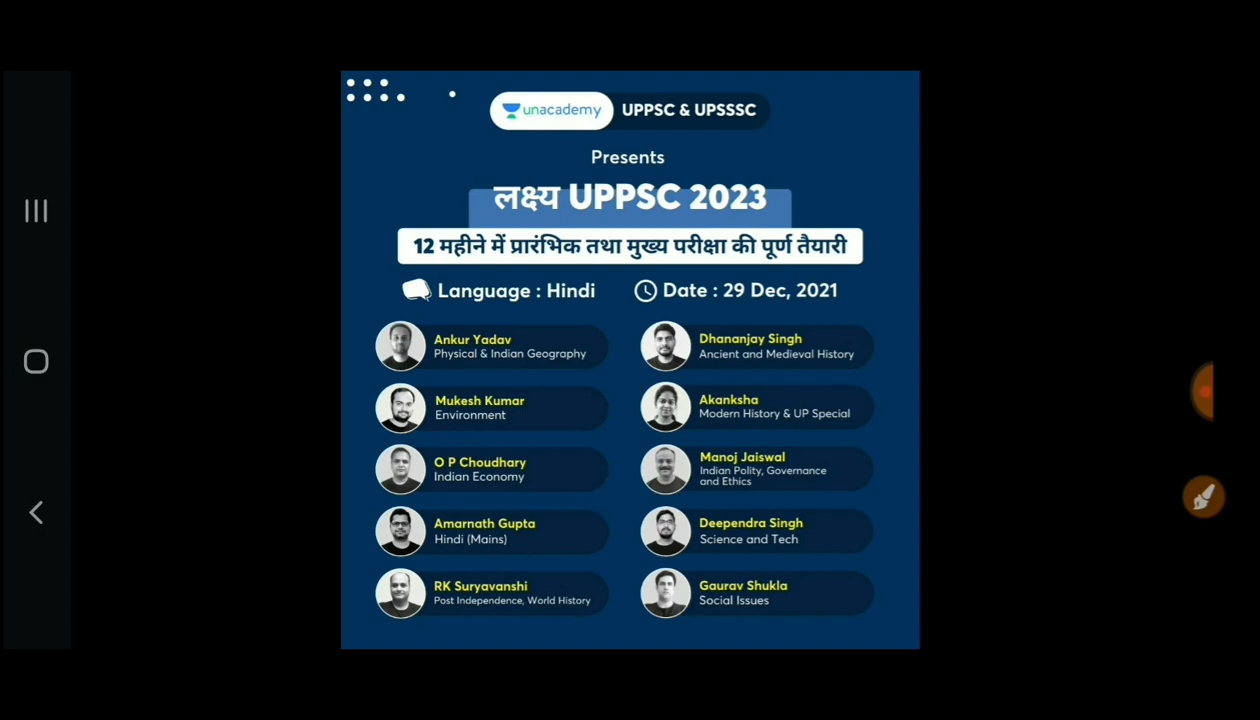 unacademy UPPSC & UPSSSC
Presents
लक्ष्य UPPSC 2023
12 महीने में प्रारंभिक तथा मुख्य परीक्षा की पूर्ण तैयारी
Language : Hindi
Date : 29 Dec, 2021
Ankur Yadav
Physical & Indian Geography
Dhananjay Singh
Ancient and Medieval History
Mukesh Kumar
Environment
Akanksha
Modern History & UP Special
O P Choudhary
Indian Economy
Manoj Jaiswal
Indian Polity, Governance
and Ethics
Amarnath Gupta
Hindi (Mains)
Deependra Singh
Science and Tech
RK Suryavanshi
Post Independence, World History
Gaurav Shukla
Social Issues